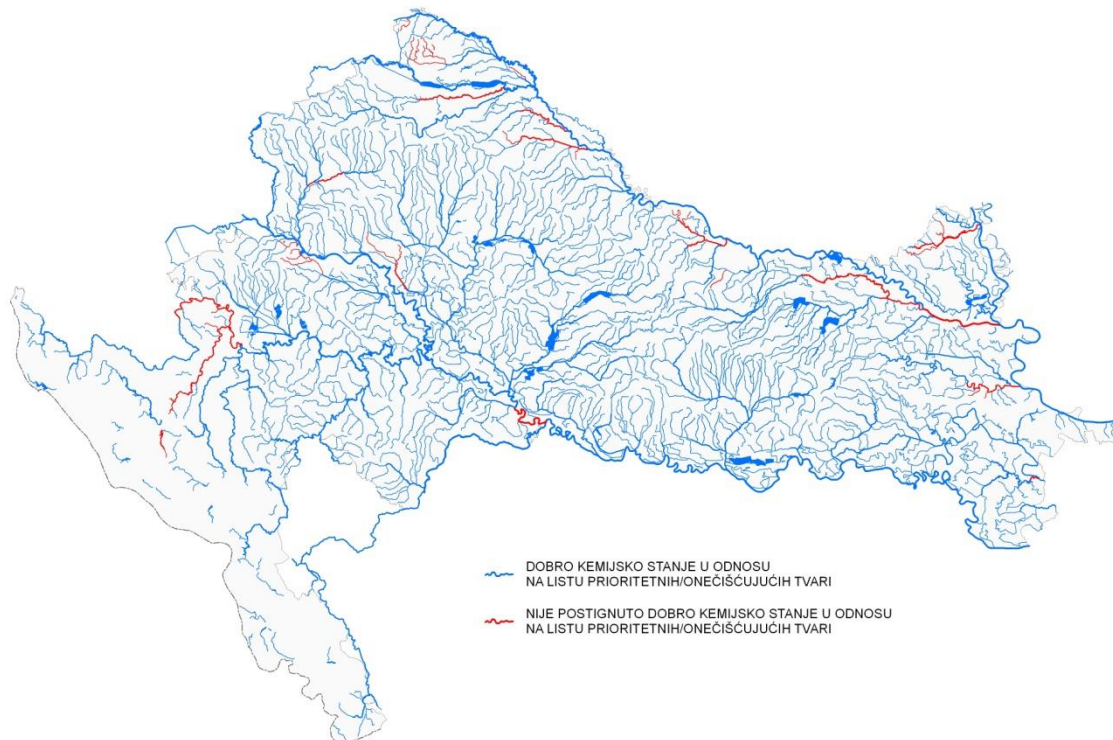 DOBRO KEMIJSKO STANJE U ODNOSU
NA LISTU PRIORITETNIH/ONEČIŠĆUJUĆIH TVARI
NIJE POSTIGNUTO DOBRO KEMIJSKO STANJE U ODNOSU
NA LISTU PRIORITETNIH/ONEČIŠĆUJUĆIH TVARI